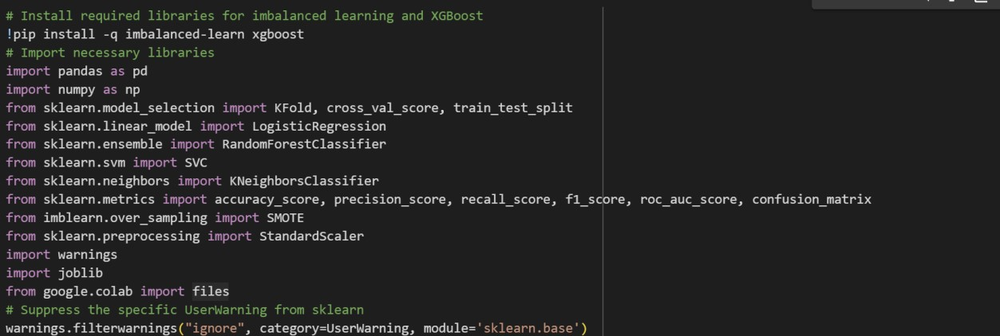 # Install required libraries for imbalanced learning and XGBoost
!pip install -q imbalanced-learn xgboost
# Import necessary libraries
import pandas as pd
import numpy as np
from sklearn.model_selection import KFold, cross_val_score, train_test_split
from sklearn.linear_model import LogisticRegression
from sklearn.ensemble import RandomForestClassifier
from sklearn.svm import SVC
from sklearn.neighbors import KNeighborsClassifier
from sklearn.metrics import accuracy_score, precision_score, recall_score, f1_score, roc_auc_score, confusion_matrix
from imblearn.over_sampling import SMOTE
from sklearn.preprocessing import StandardScaler
import warnings
import joblib
from google.colab import files
# Suppress the specific UserWarning from sklearn
warnings.filterwarnings("ignore", category=UserWarning, module='sklearn.base')